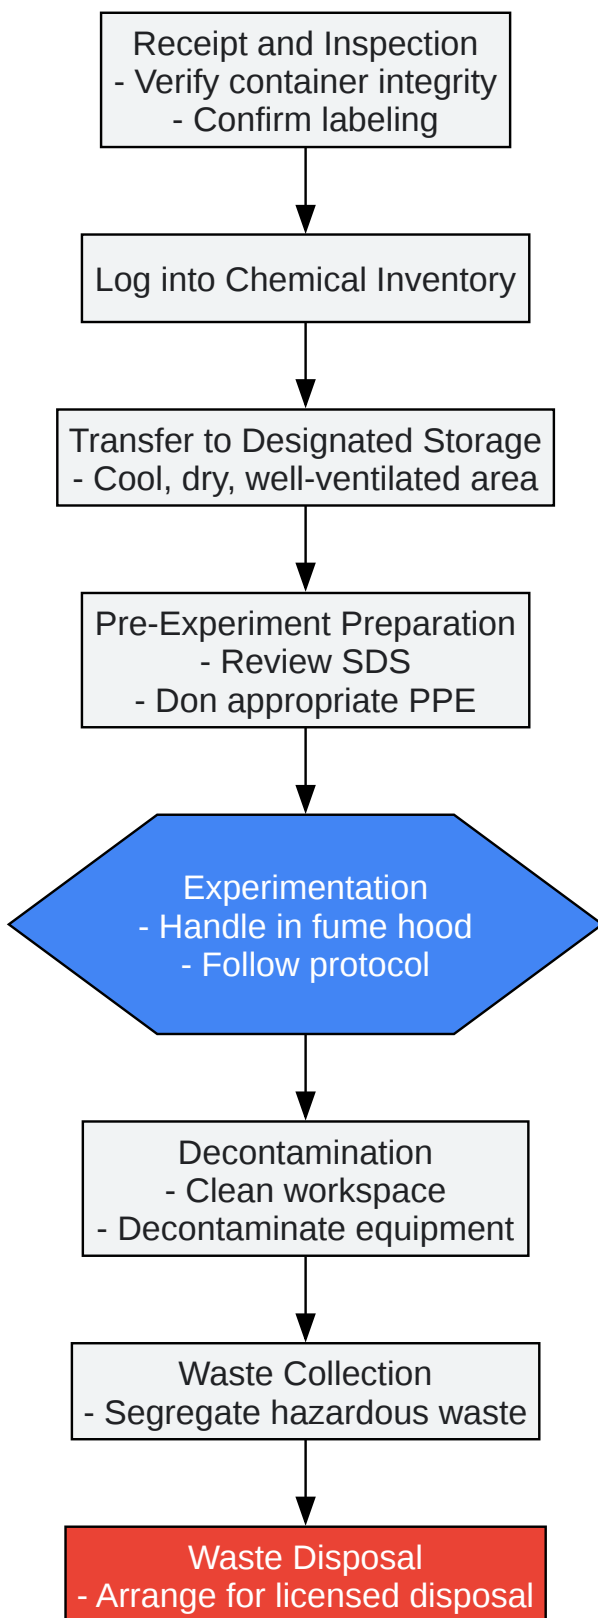 Receipt and Inspection
- Verify container integrity
- Confirm labeling
Log into Chemical Inventory
Transfer to Designated Storage
- Cool, dry, well-ventilated area
Pre-Experiment Preparation
- Review SDS
- Don appropriate PPE
Experimentation
- Handle in fume hood
- Follow protocol
Decontamination
- Clean workspace
- Decontaminate equipment
Waste Collection
- Segregate hazardous waste
Waste Disposal
- Arrange for licensed disposal